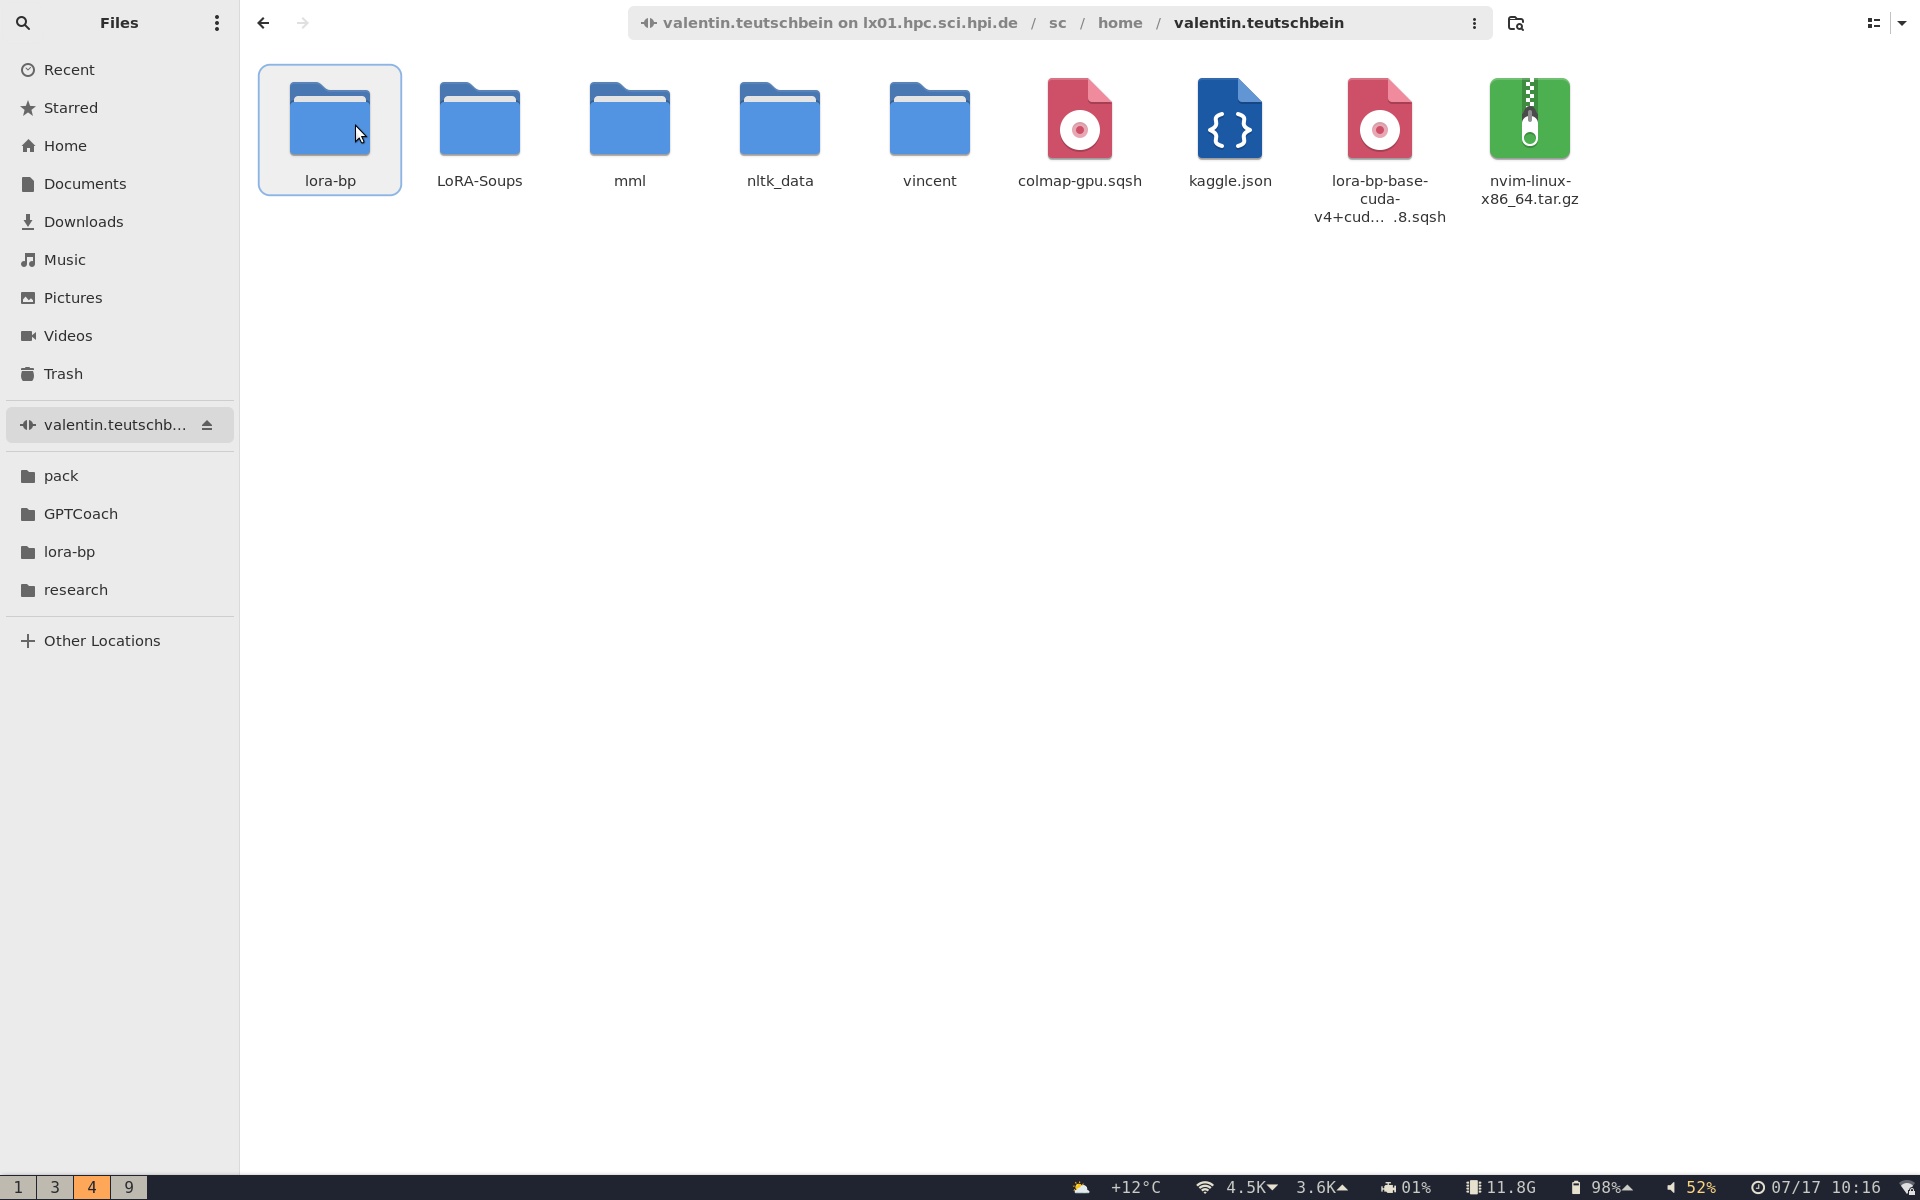 Files
valentin.teutschbein on lx01.hpc.sci.hpi.de / sc / home / valentin.teutschbein
Recent
Starred
Home
Documents
Downloads
Music
Pictures
Videos
Trash
valentin.teutschb...
pack
GPTCoach
lora-bp
research
Other Locations
lora-bp
LoRA-Soups
mml
nltk_data
vincent
colmap-gpu.sqsh
kaggle.json
lora-bp-base-
cuda-
v4+cud... .8.sqsh
nvim-linux-
x86_64.tar.gz
1 3 4 9 +12°C 4.5K 3.6K 01% 11.8G 98% 52% 07/17 10:16